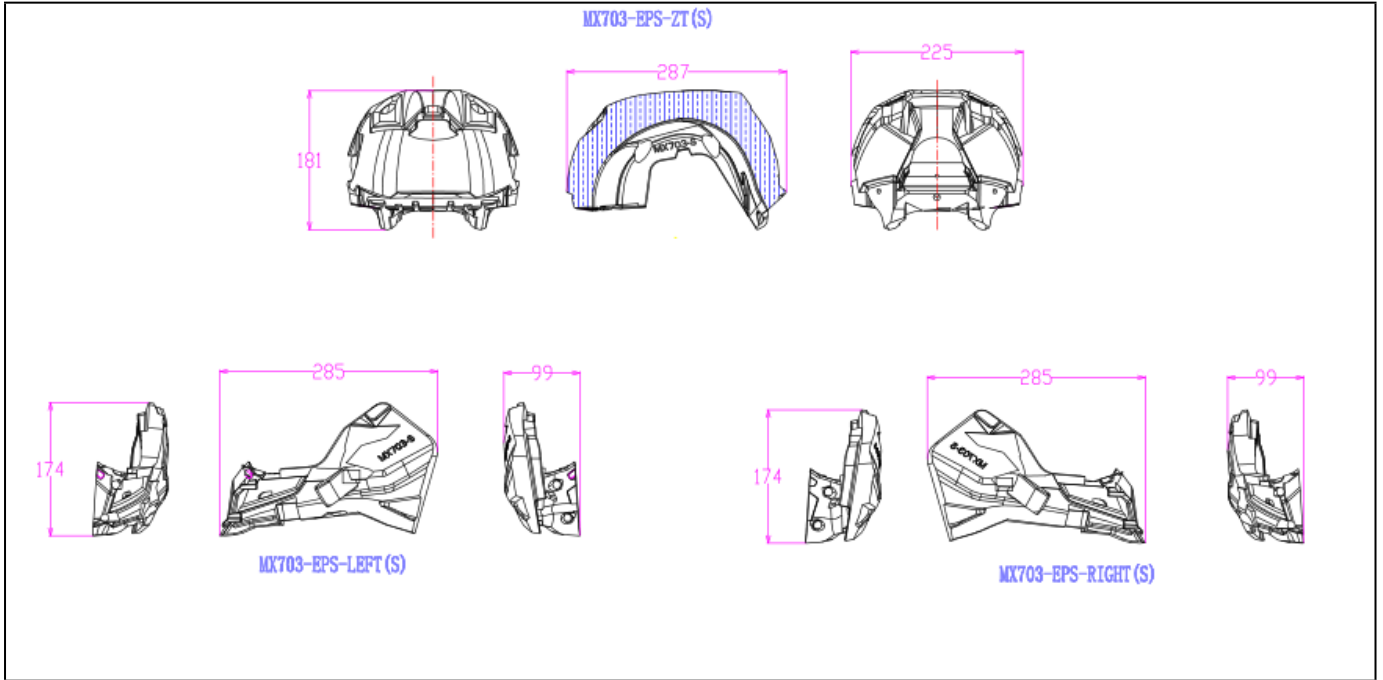 MX703-EPS-ZT(S)
225
287
181
MX703-S
285
99
285
99
174
MX703-S
MX703-S
174
MX703-EPS-LEFT(S)
MX703-EPS-RIGHT(S)